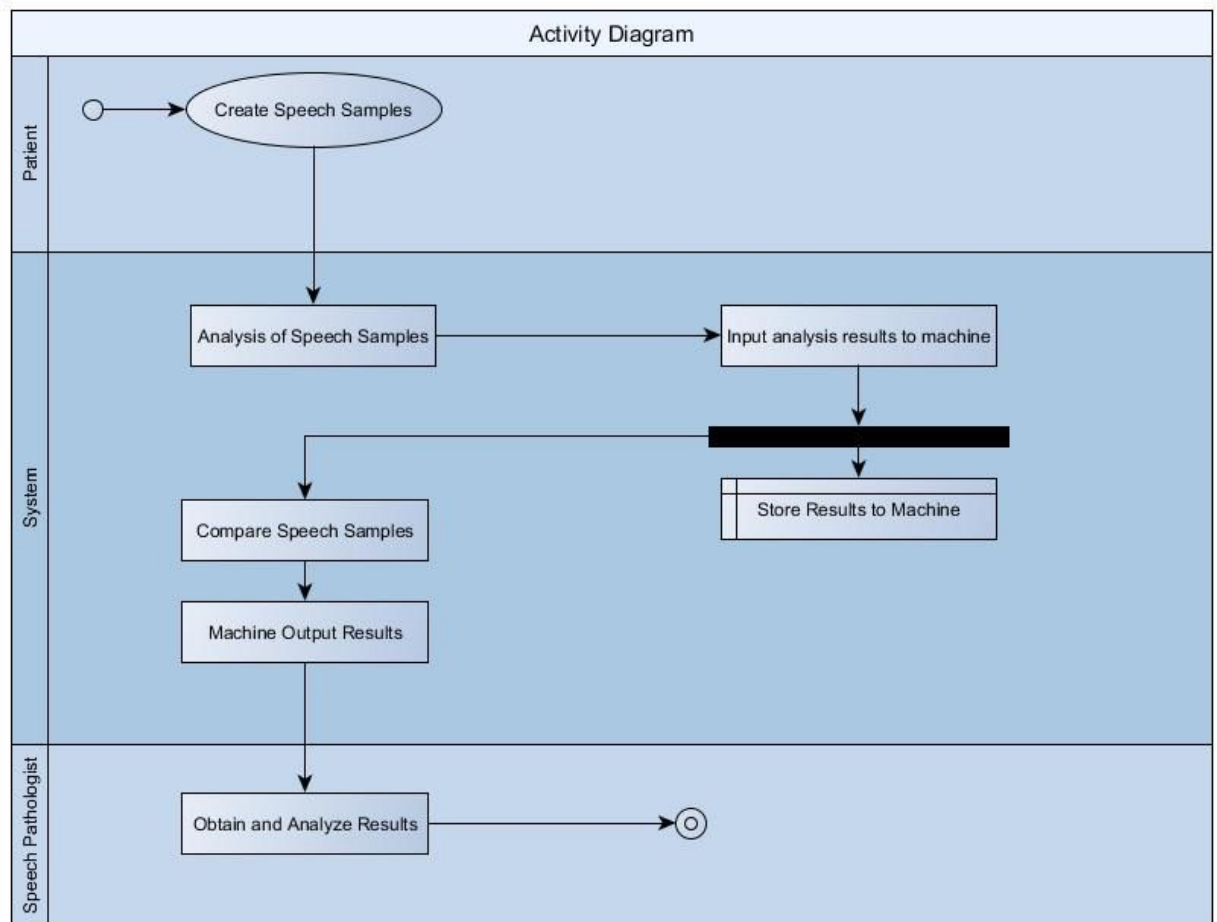 Activity Diagram
Patient
Create Speech Samples
System
Analysis of Speech Samples
Input analysis results to machine
Store Results to Machine
Compare Speech Samples
Machine Output Results
Speech Pathologist
Obtain and Analyze Results